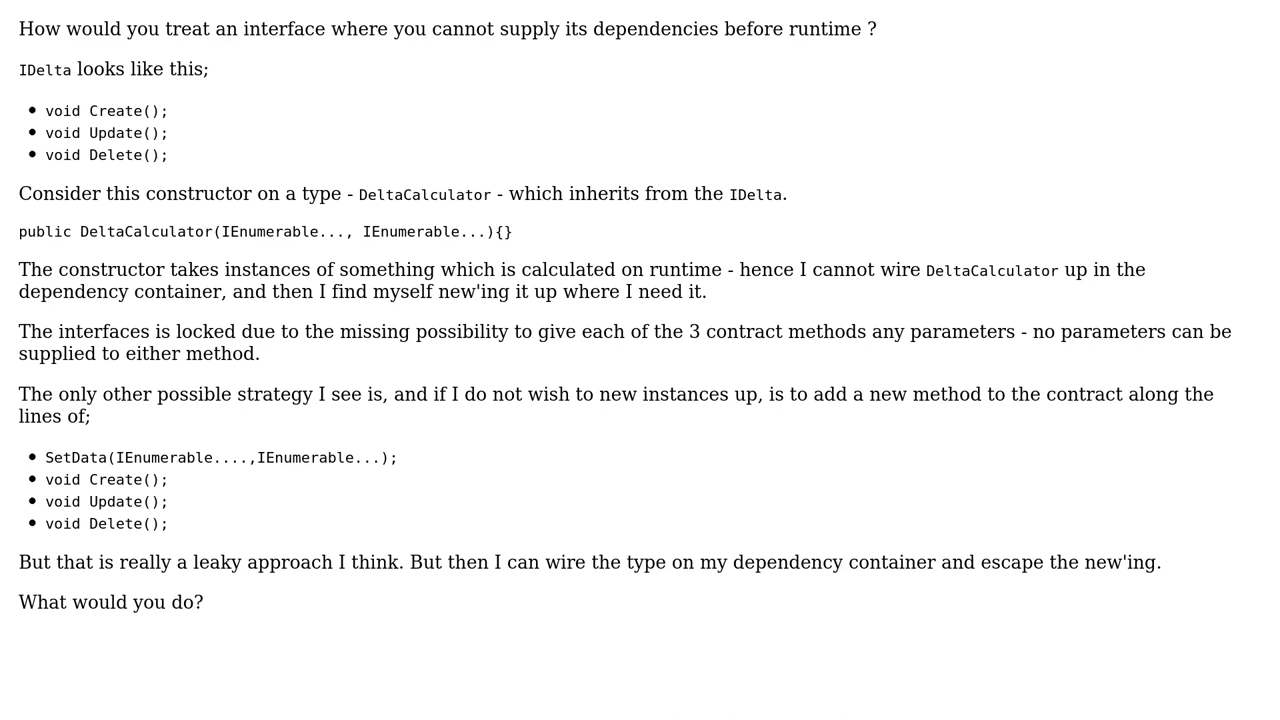 How would you treat an interface where you cannot supply its dependencies before runtime ?
IDelta looks like this;
• void Create();
• void Update();
• void Delete();
Consider this constructor on a type - DeltaCalculator - which inherits from the IDelta.
public DeltaCalculator(IEnumerable..., IEnumerable...){}
The constructor takes instances of something which is calculated on runtime - hence I cannot wire DeltaCalculator up in the
dependency container, and then I find myself new'ing it up where I need it.
The interfaces is locked due to the missing possibility to give each of the 3 contract methods any parameters - no parameters can be
supplied to either method.
The only other possible strategy I see is, and if I do not wish to new instances up, is to add a new method to the contract along the
lines of;
• SetData(IEnumerable....,IEnumerable...);
• void Create();
• void Update();
• void Delete();
But that is really a leaky approach I think. But then I can wire the type on my dependency container and escape the new'ing.
What would you do?